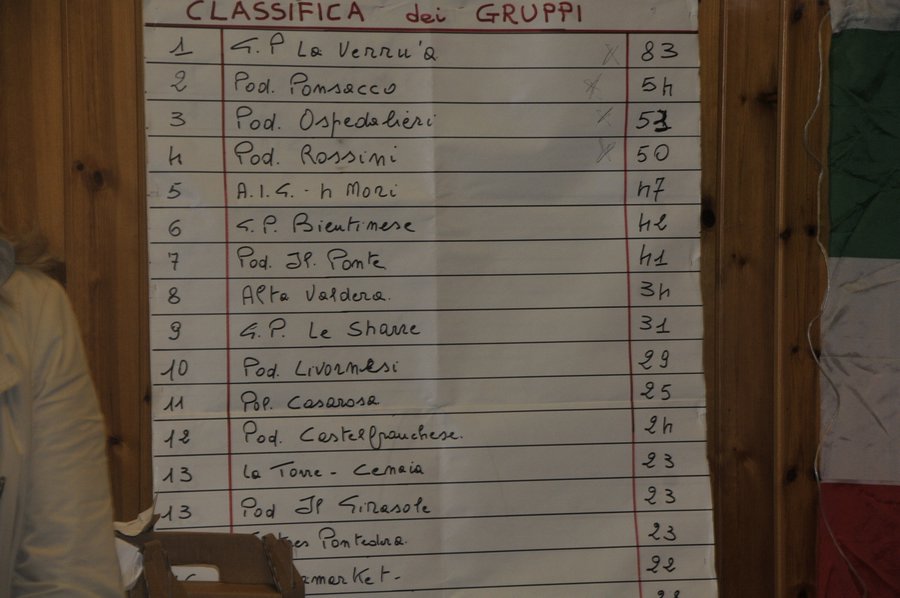 CLASSIFICA dei GRUPPI
1 G.P La Verru'a 83
2 Pod. Ponsacco 54
3 Pod. Ospedalieri 51
4 Pod. Rossini 50
5 A.I.G. - 4 Mori 47
6 G.P. Bientinese 42
7 Pod. Il Ponte 41
8 Alta Valdera. 34
9 G.P. Le Sbarre 31
10 Pod. Livornesi 29
11 Pol. Casarosa 25
12 Pod. Castelfranchese. 24
13 La Torre - Cenaia 23
13 Pod Il Girasole 23
Pontedera. 23
market- 22